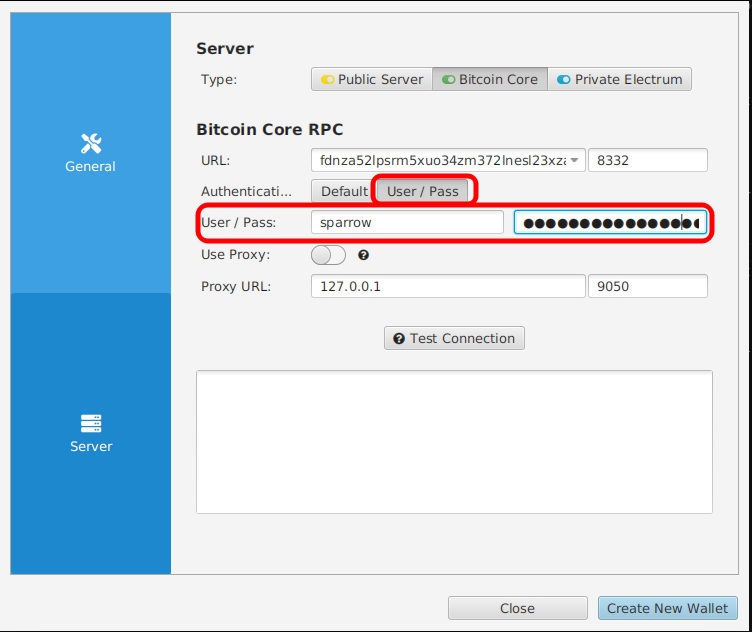 Server
Type: Public Server Bitcoin Core Private Electrum
Bitcoin Core RPC
URL: fdnza52lpsrm5xuo34zm372lnesl23xza 8332
Authenticati... Default User / Pass
User / Pass: sparrow ●●●●●●●●●●●●●●●●
Use Proxy:
Proxy URL: 127.0.0.1 9050
Test Connection
General
Server
Close Create New Wallet